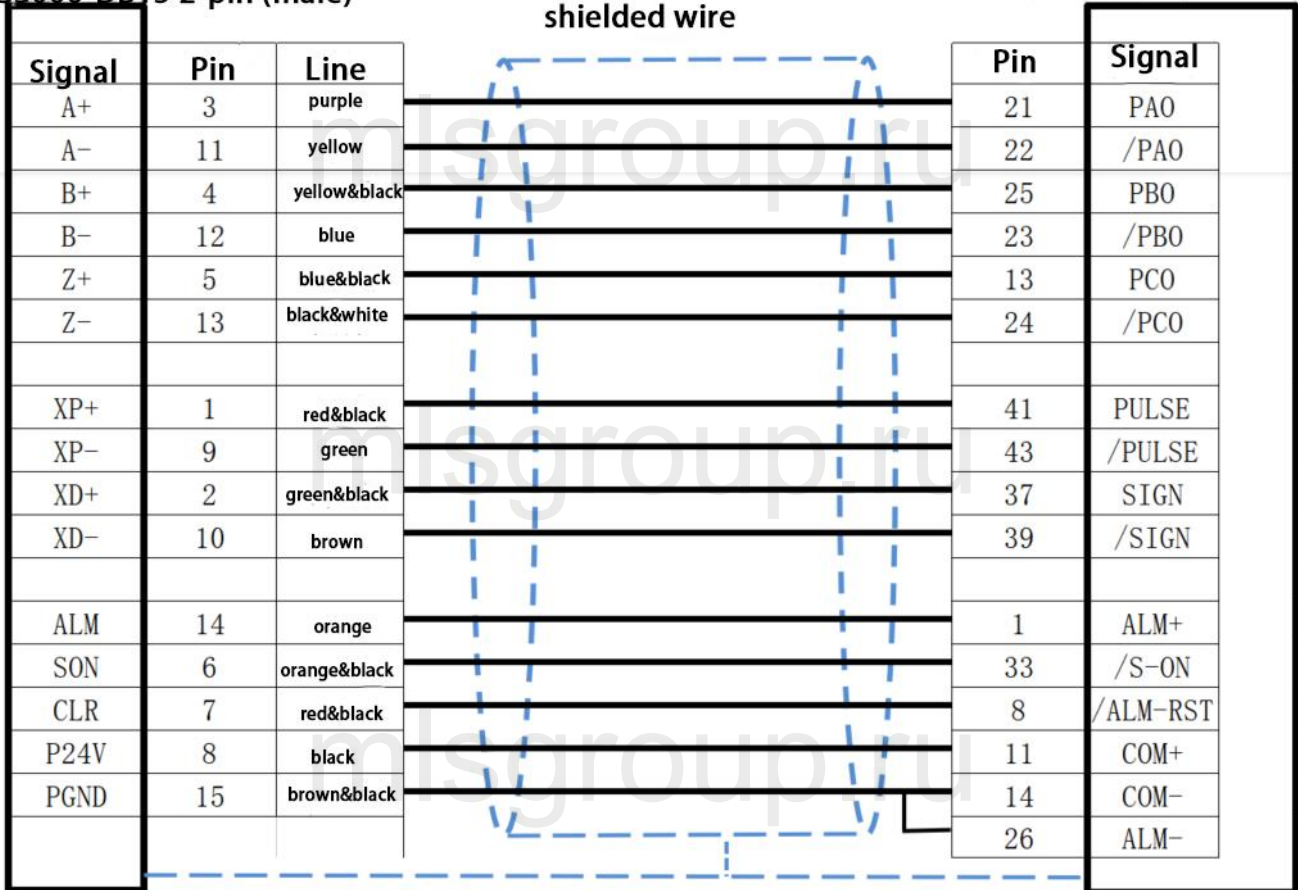 shielded wire
Signal Pin Line Pin Signal
A+ 3 purple 21 PAO
A- 11 yellow 22 /PAO
B+ 4 yellow&black 25 PBO
B- 12 blue 23 /PBO
Z+ 5 blue&black 13 PCO
Z- 13 black&white 24 /PCO
XP+ 1 red&black 41 PULSE
XP- 9 green 43 /PULSE
XD+ 2 green&black 37 SIGN
XD- 10 brown 39 /SIGN
ALM 14 orange 1 ALM+
SON 6 orange&black 33 /S-ON
CLR 7 red&black 8 /ALM-RST
P24V 8 black 11 COM+
PGND 15 brown&black 14 COM-
26 ALM-
mlsgroup.ru
mlsgroup.ru
mlsgroup.ru